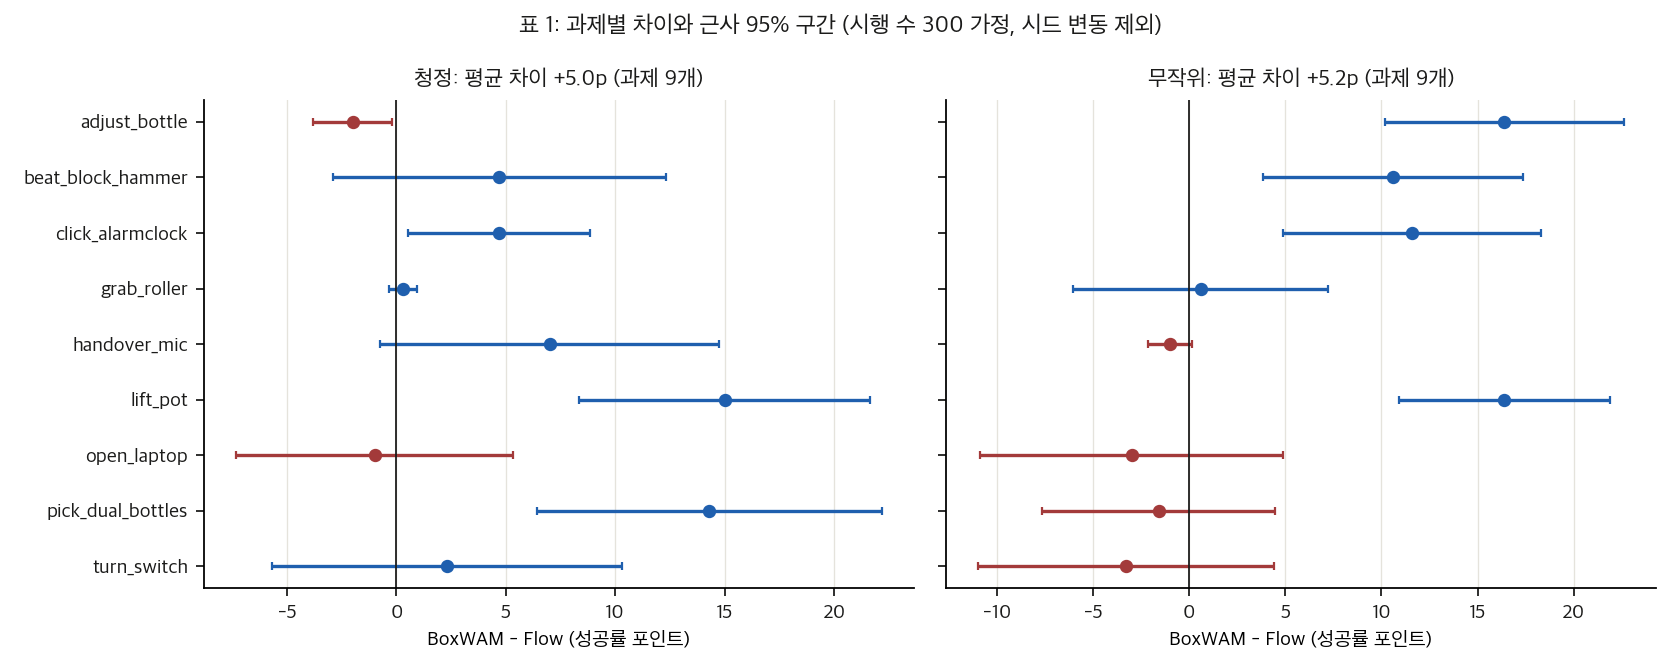 표 1: 과제별 차이와 근사 95% 구간 (시행 수 300 가정, 시드 변동 제외)
청정: 평균 차이 +5.0p (과제 9개)
무작위: 평균 차이 +5.2p (과제 9개)
adjust_bottle
beat_block_hammer
click_alarmclock
grab_roller
handover_mic
lift_pot
open_laptop
pick_dual_bottles
turn_switch
-5 0 5 10 15 20
-10 -5 0 5 10 15 20
BoxWAM - Flow (성공률 포인트)
BoxWAM - Flow (성공률 포인트)